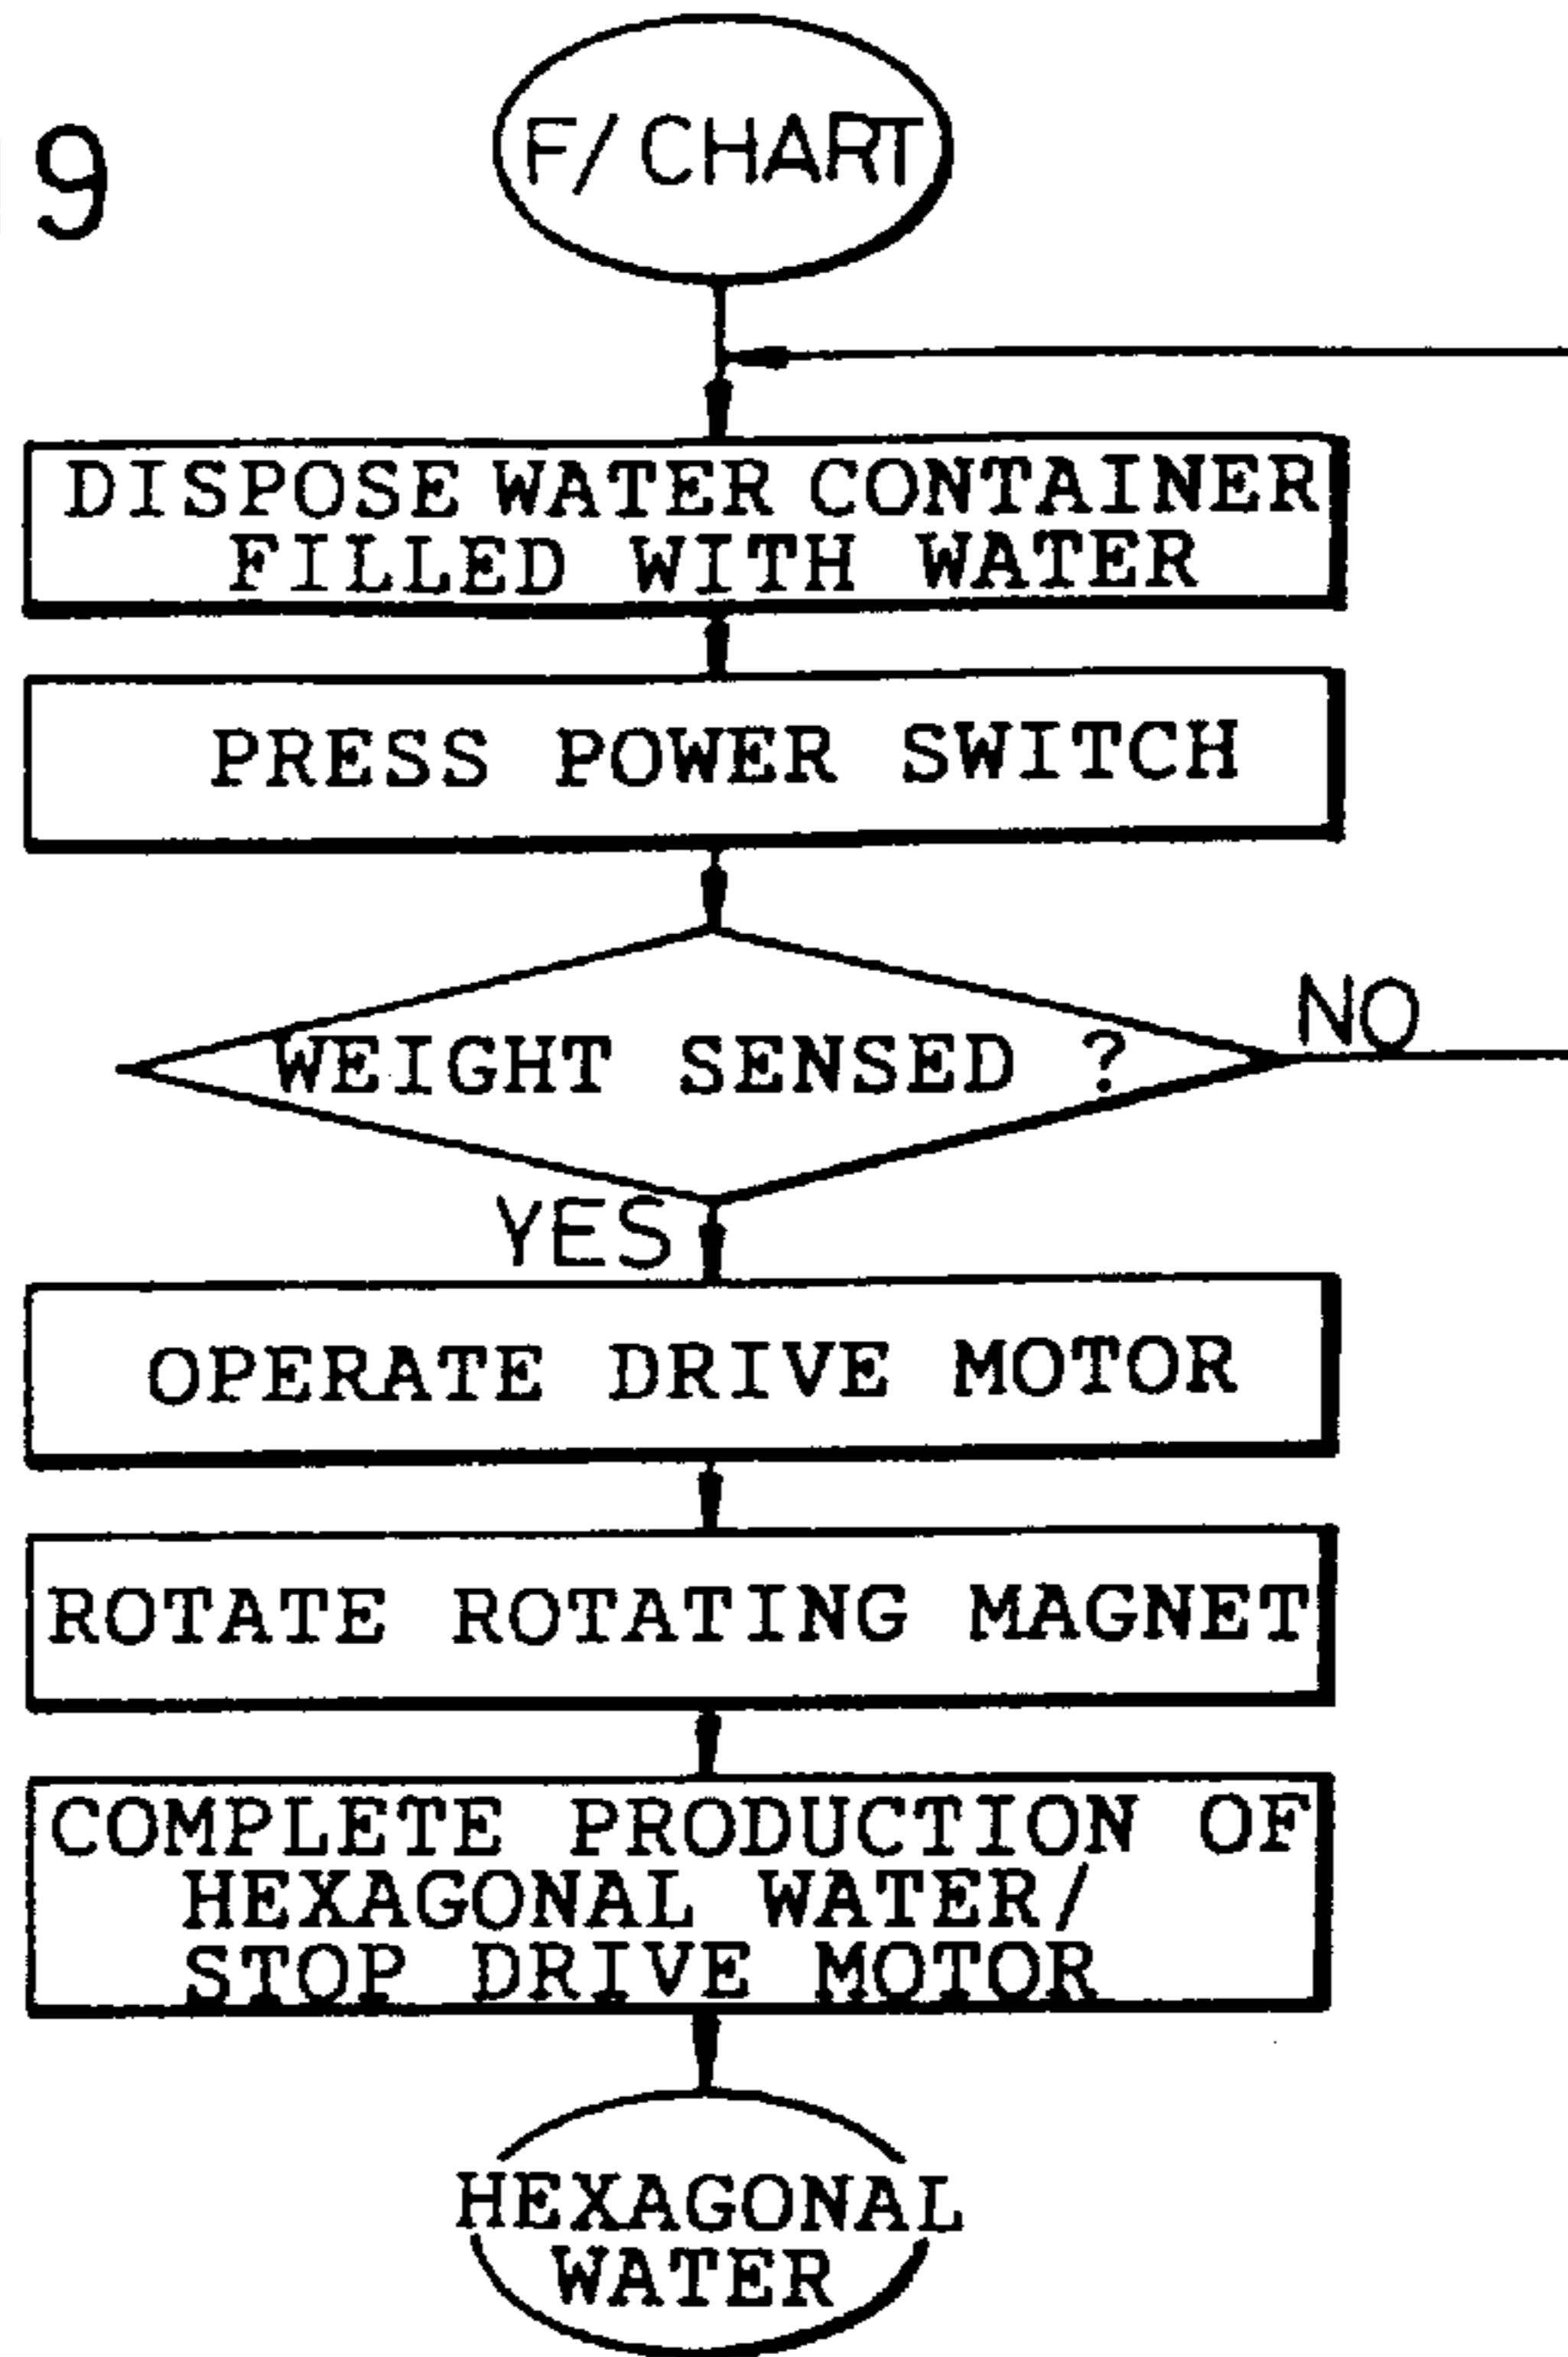 9
F/CHART
DISPOSE WATER CONTAINER
FILLED WITH WATER
PRESS POWER SWITCH
WEIGHT SENSED ?
NO
YES
OPERATE DRIVE MOTOR
ROTATE ROTATING MAGNET
COMPLETE PRODUCTION OF
HEXAGONAL WATER/
STOP DRIVE MOTOR
HEXAGONAL
WATER